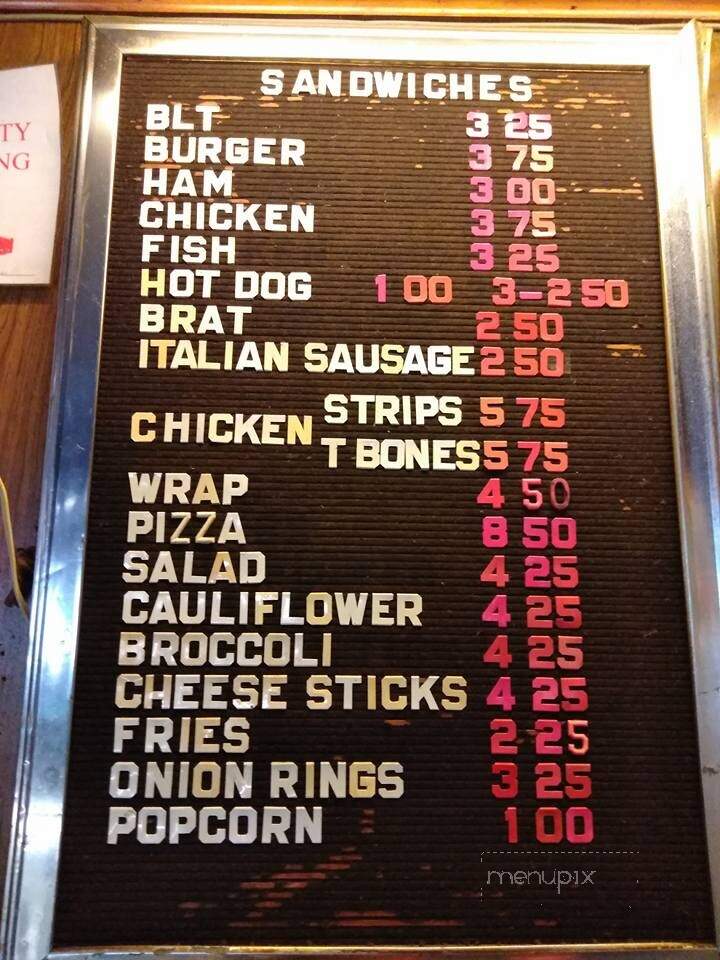 TY
NG
SANDWICHES
BLT 3 25
BURGER 3 75
HAM 3 00
CHICKEN 3 75
FISH 3 25
HOT DOG 1 00 3-2 50
BRAT 2 50
ITALIAN SAUSAGE 2 50
CHICKEN STRIPS 5 75
T BONES 5 75
WRAP 4 50
PIZZA 8 50
SALAD 4 25
CAULIFLOWER 4 25
BROCCOLI 4 25
CHEESE STICKS 4 25
FRIES 2 25
ONION RINGS 3 25
POPCORN 1 00
menupix